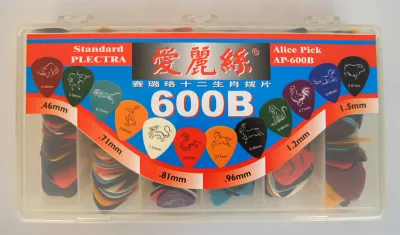 Standard
PLECTRA
愛麗絲®
Alice Pick
AP-600B
賽璐珞十二生肖拨片
600B
.46mm
.71mm
.81mm
.96mm
1.2mm
1.5mm